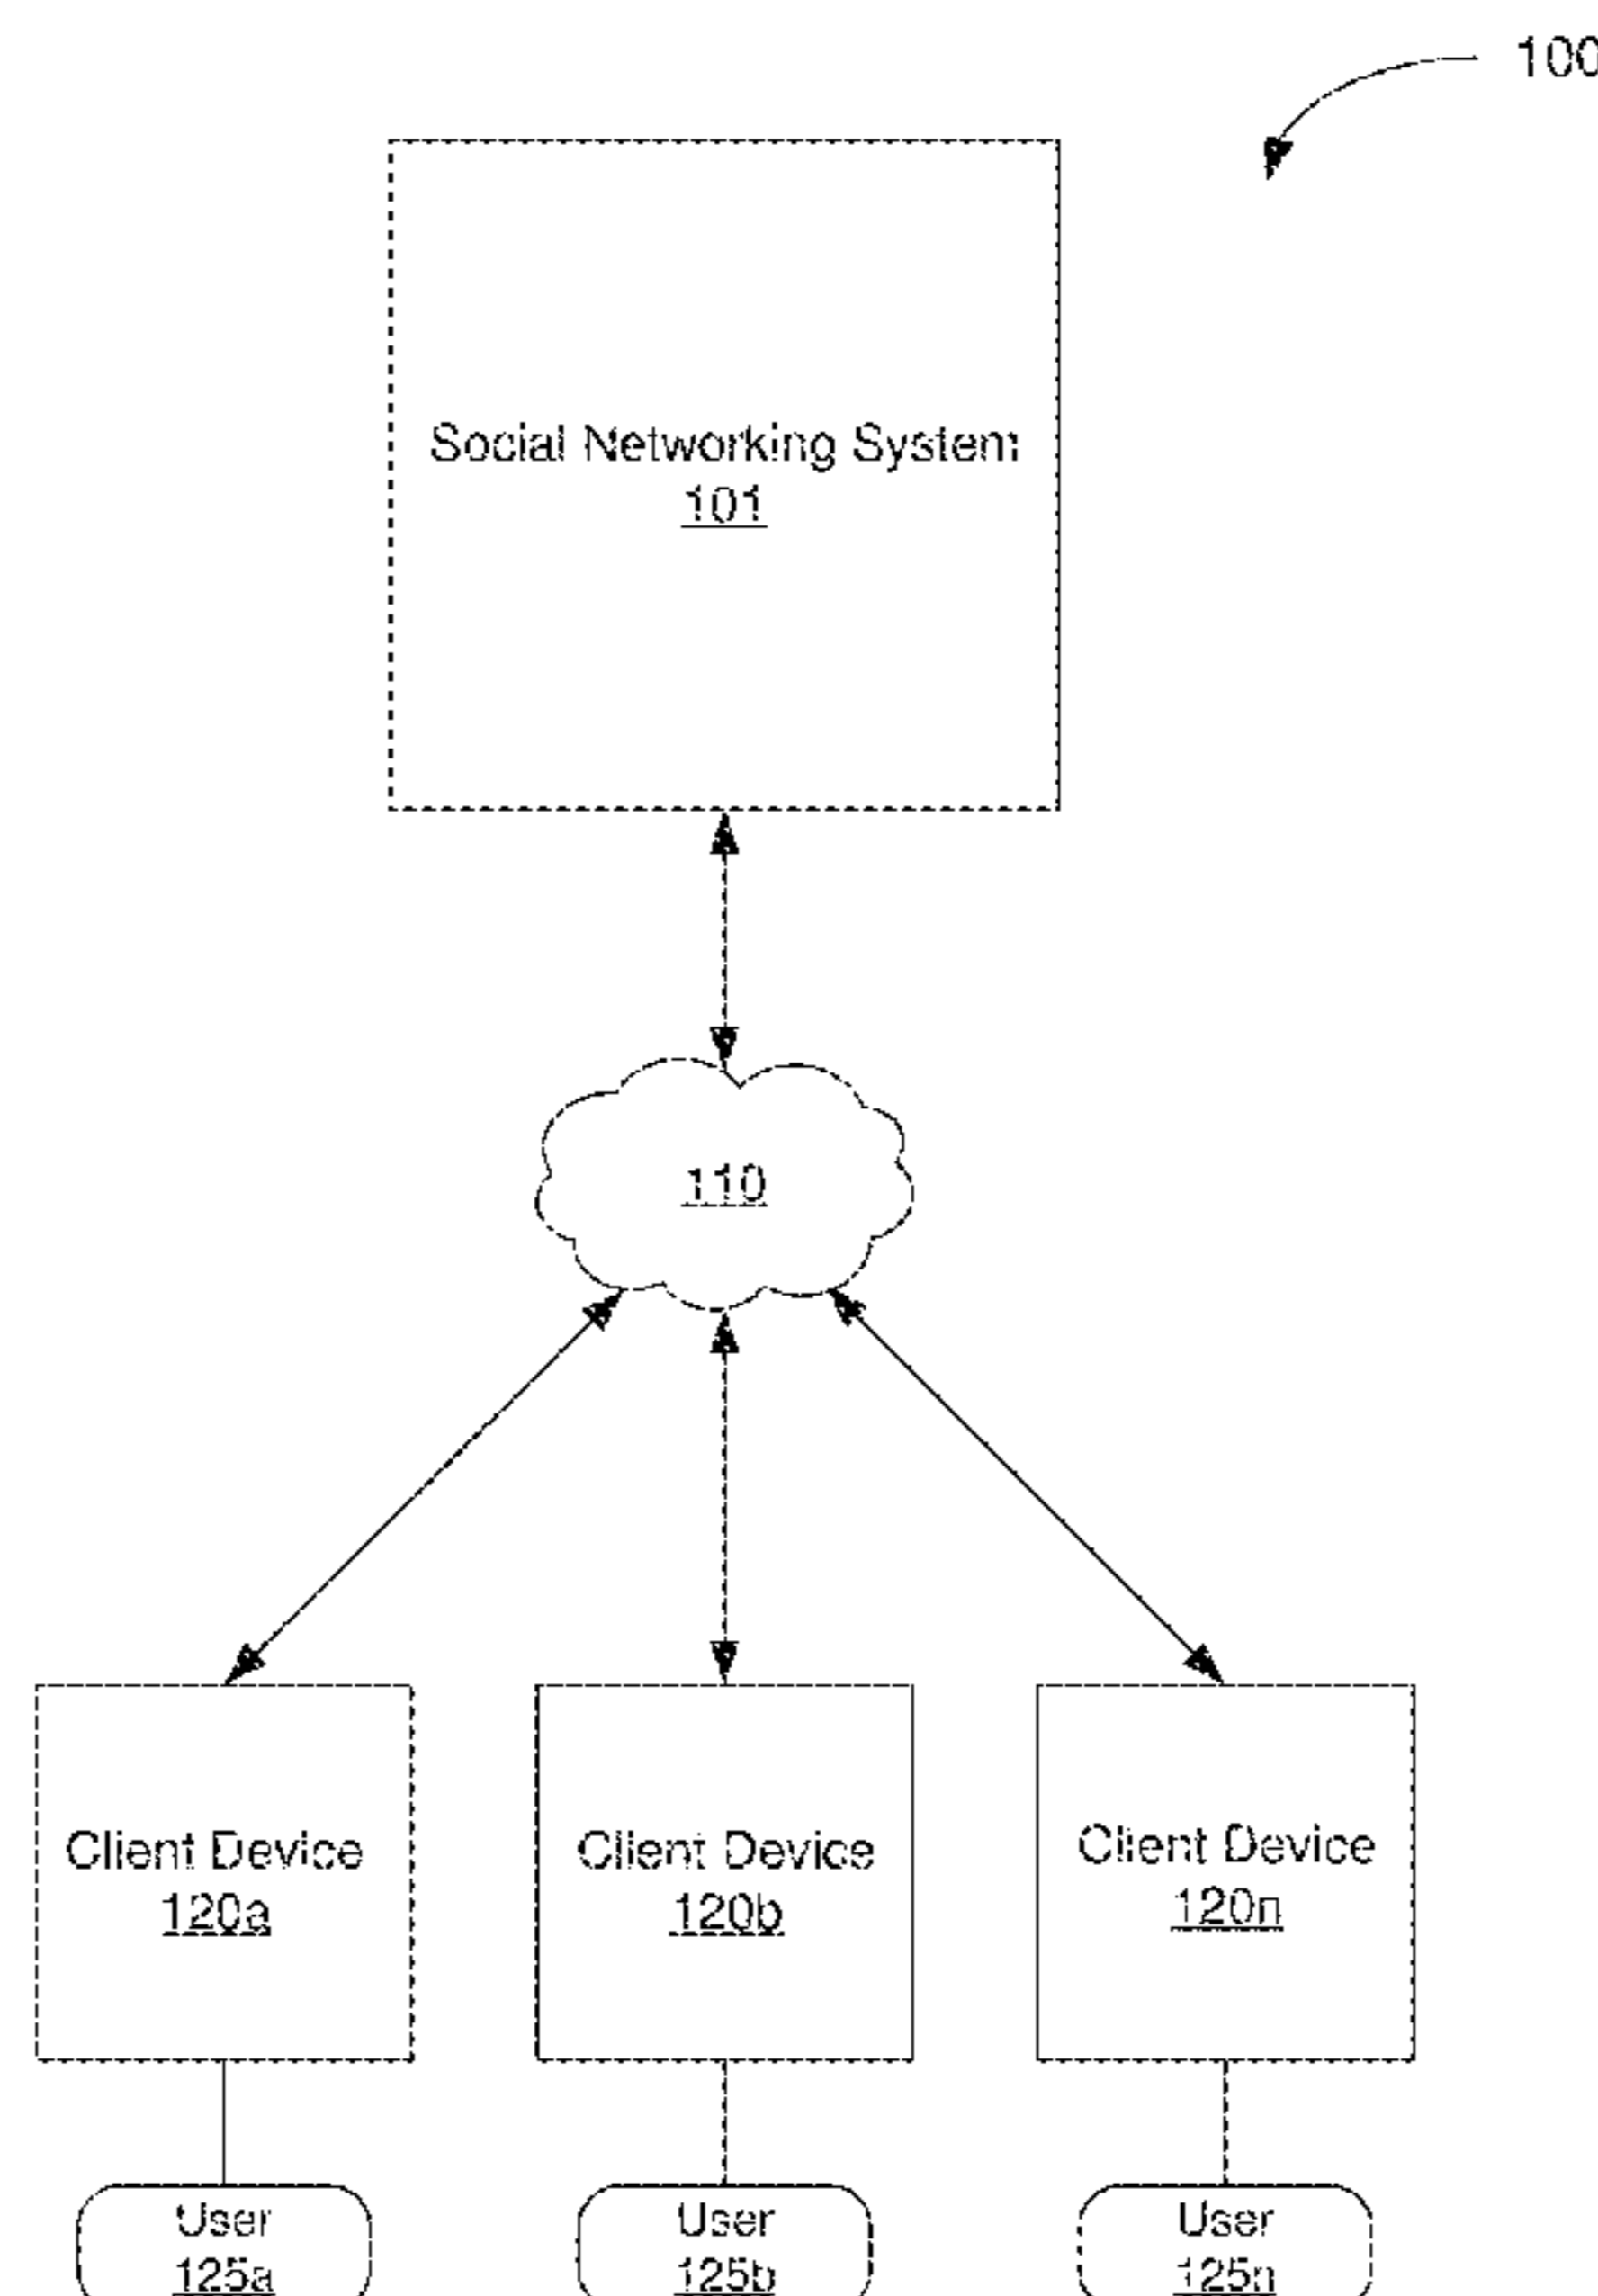 100
Social Networking System
101
110
Client Device
120a
Client Device
120b
Client Device
120n
User
125a
User
125b
User
125n